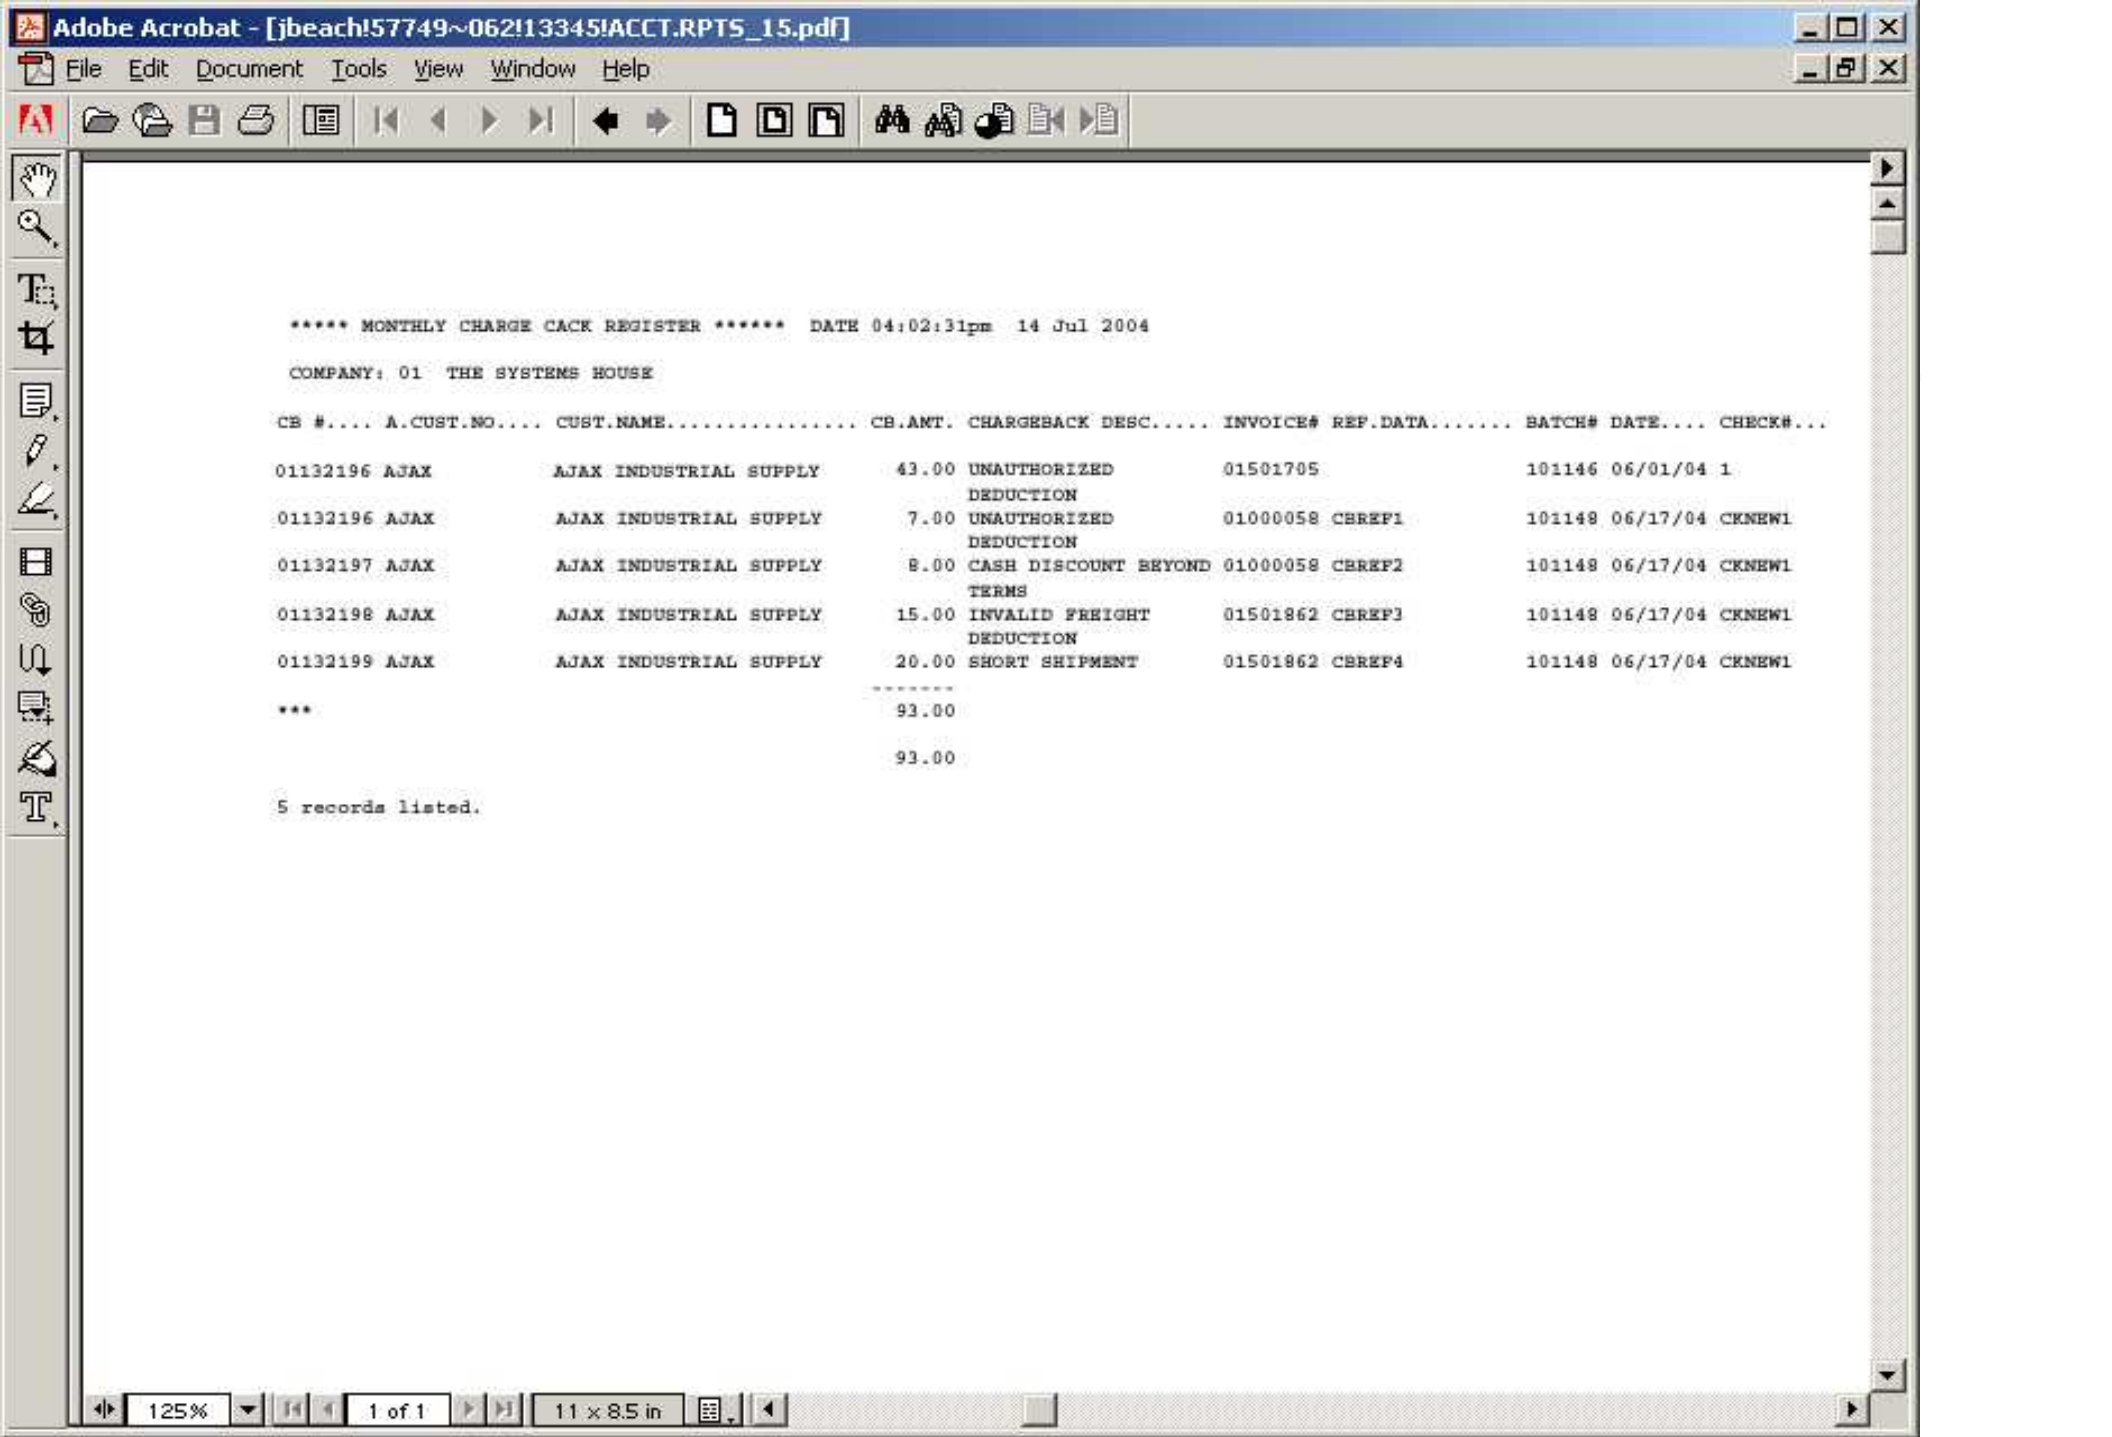 Adobe Acrobat - [jbeach!57749~062!13345!ACCT.RPTS_15.pdf]
File Edit Document Tools View Window Help
***** MONTHLY CHARGE CACK REGISTER ****** DATE 04:02:31pm 14 Jul 2004
COMPANY: 01 THE SYSTEMS HOUSE
CB #.... A.CUST.NO.... CUST.NAME................ CB.AMT. CHARGEBACK DESC..... INVOICE# REF.DATA....... BATCH# DATE.... CHECK#...
01132196 AJAX AJAX INDUSTRIAL SUPPLY 43.00 UNAUTHORIZED 01501705 101146 06/01/04 1
DEDUCTION
01132196 AJAX AJAX INDUSTRIAL SUPPLY 7.00 UNAUTHORIZED 01000058 CBREF1 101148 06/17/04 CKNEW1
DEDUCTION
01132197 AJAX AJAX INDUSTRIAL SUPPLY 8.00 CASH DISCOUNT BEYOND 01000058 CBREF2 101148 06/17/04 CKNEW1
TERMS
01132198 AJAX AJAX INDUSTRIAL SUPPLY 15.00 INVALID FREIGHT 01501862 CBREF3 101148 06/17/04 CKNEW1
DEDUCTION
01132199 AJAX AJAX INDUSTRIAL SUPPLY 20.00 SHORT SHIPMENT 01501862 CBREF4 101148 06/17/04 CKNEW1
-------
*** 93.00
93.00
5 records listed.
125% 1 of 1 11 x 8.5 in